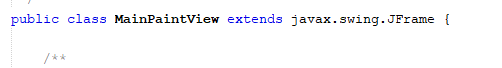 public class MainPaintView extends javax.swing.JFrame {
/**